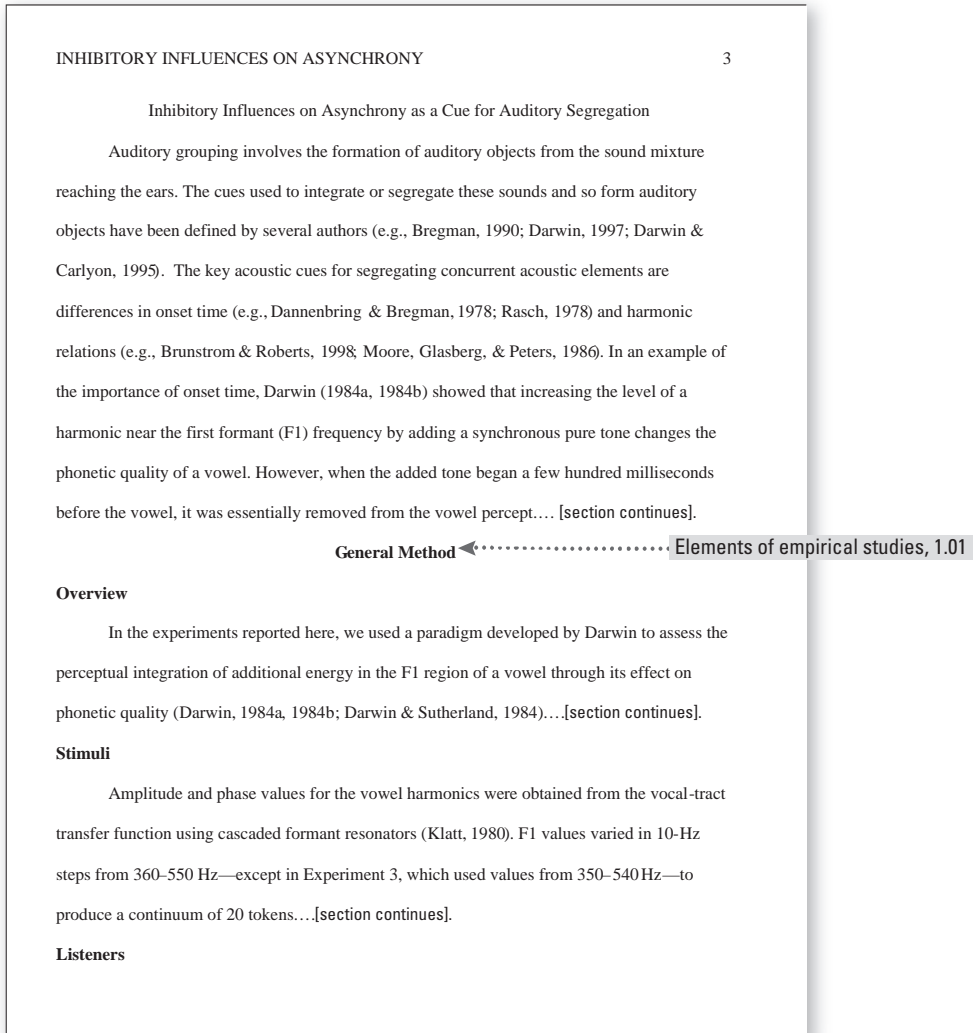 INHIBITORY INFLUENCES ON ASYNCHRONY 3
Inhibitory Influences on Asynchrony as a Cue for Auditory Segregation
Auditory grouping involves the formation of auditory objects from the sound mixture
reaching the ears. The cues used to integrate or segregate these sounds and so form auditory
objects have been defined by several authors (e.g., Bregman, 1990; Darwin, 1997; Darwin &
Carlyon, 1995). The key acoustic cues for segregating concurrent acoustic elements are
differences in onset time (e.g., Dannenbring & Bregman, 1978; Rasch, 1978) and harmonic
relations (e.g., Brunstrom & Roberts, 1998; Moore, Glasberg, & Peters, 1986). In an example of
the importance of onset time, Darwin (1984a, 1984b) showed that increasing the level of a
harmonic near the first formant (F1) frequency by adding a synchronous pure tone changes the
phonetic quality of a vowel. However, when the added tone began a few hundred milliseconds
before the vowel, it was essentially removed from the vowel percept.… [section continues].
General Method
Elements of empirical studies, 1.01
Overview
In the experiments reported here, we used a paradigm developed by Darwin to assess the
perceptual integration of additional energy in the F1 region of a vowel through its effect on
phonetic quality (Darwin, 1984a, 1984b; Darwin & Sutherland, 1984)….[section continues].
Stimuli
Amplitude and phase values for the vowel harmonics were obtained from the vocal-tract
transfer function using cascaded formant resonators (Klatt, 1980). F1 values varied in 10-Hz
steps from 360–550 Hz—except in Experiment 3, which used values from 350–540 Hz—to
produce a continuum of 20 tokens….[section continues].
Listeners